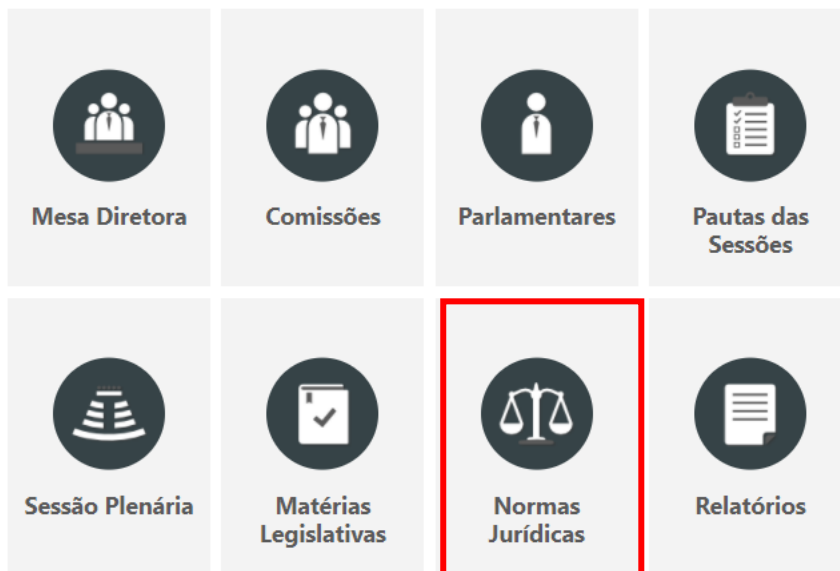 Mesa Diretora
Comissões
Parlamentares
Pautas das
Sessões
Sessão Plenária
Matérias
Legislativas
Normas
Jurídicas
Relatórios